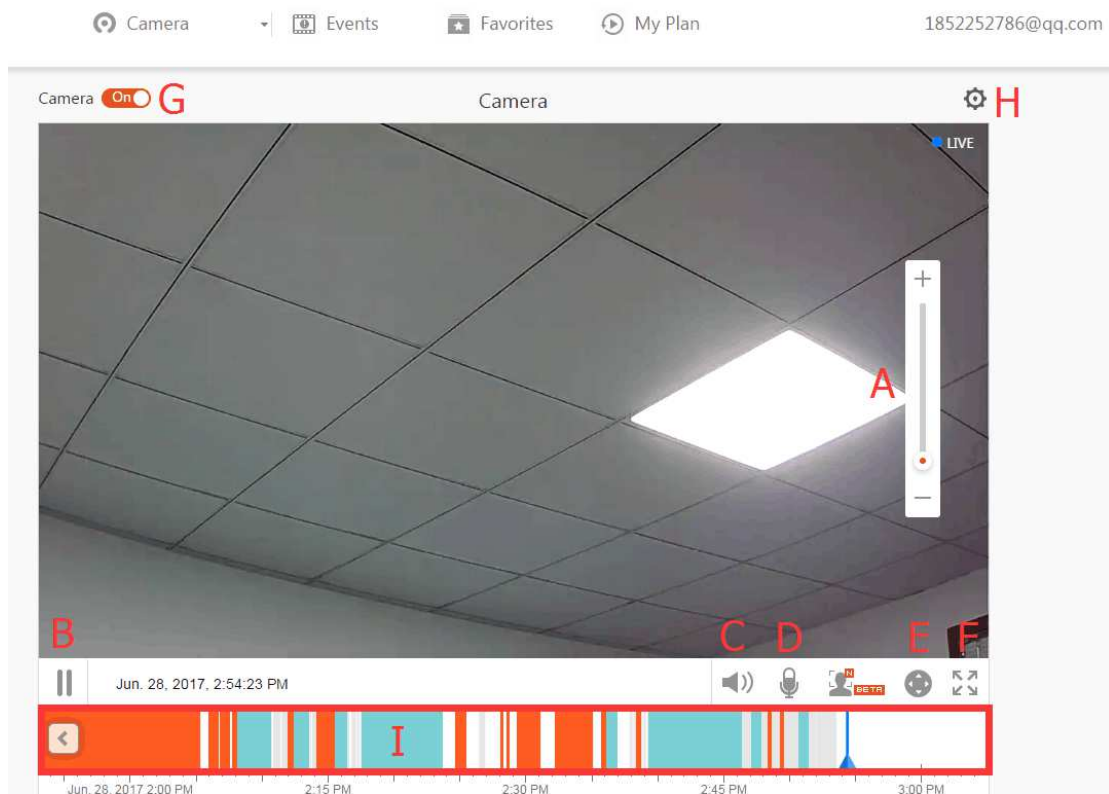 Camera Events Favorites My Plan 1852252786@qq.com
Camera On G Camera H
LIVE
A
B C D E F
Jun. 28, 2017, 2:54:23 PM N BETA
I
Jun. 28, 2017 2:00 PM 2:15 PM 2:30 PM 2:45 PM 3:00 PM